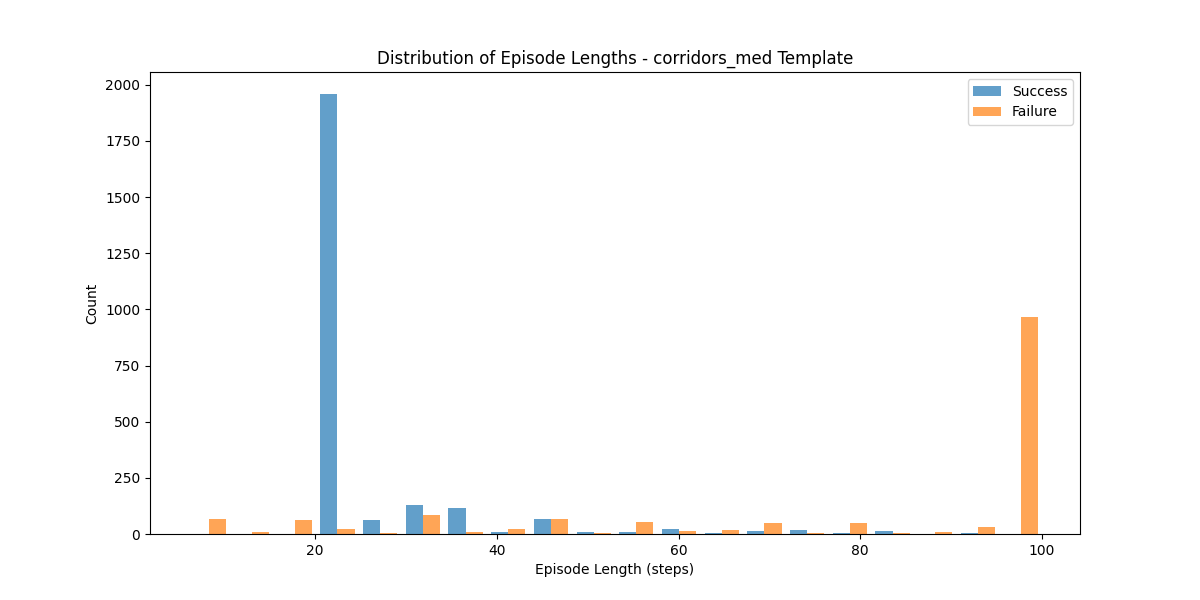 Distribution of Episode Lengths - corridors_med Template
Success
Failure
2000
1750
1500
1250
1000
750
500
250
0
Count
20
40
60
80
100
Episode Length (steps)